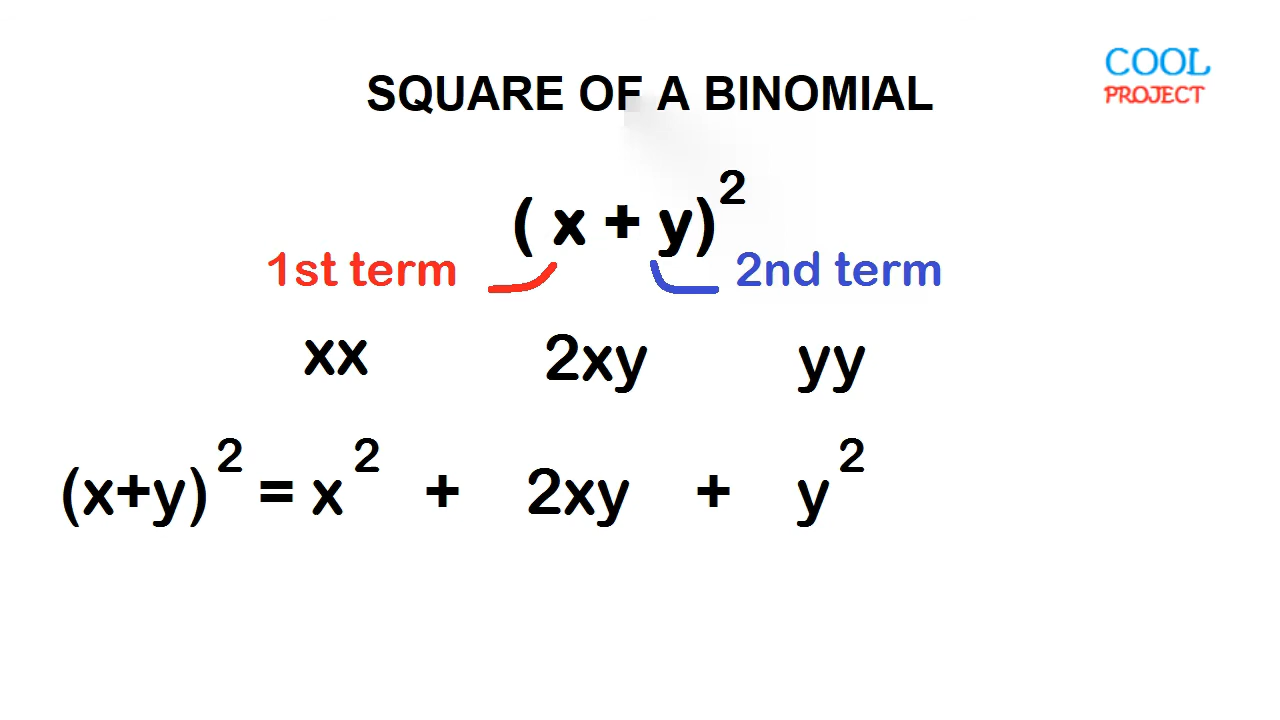 COOL
PROJECT
SQUARE OF A BINOMIAL
( x + y)²
1st term 2nd term
xx 2xy yy
(x+y)² = x² + 2xy + y²